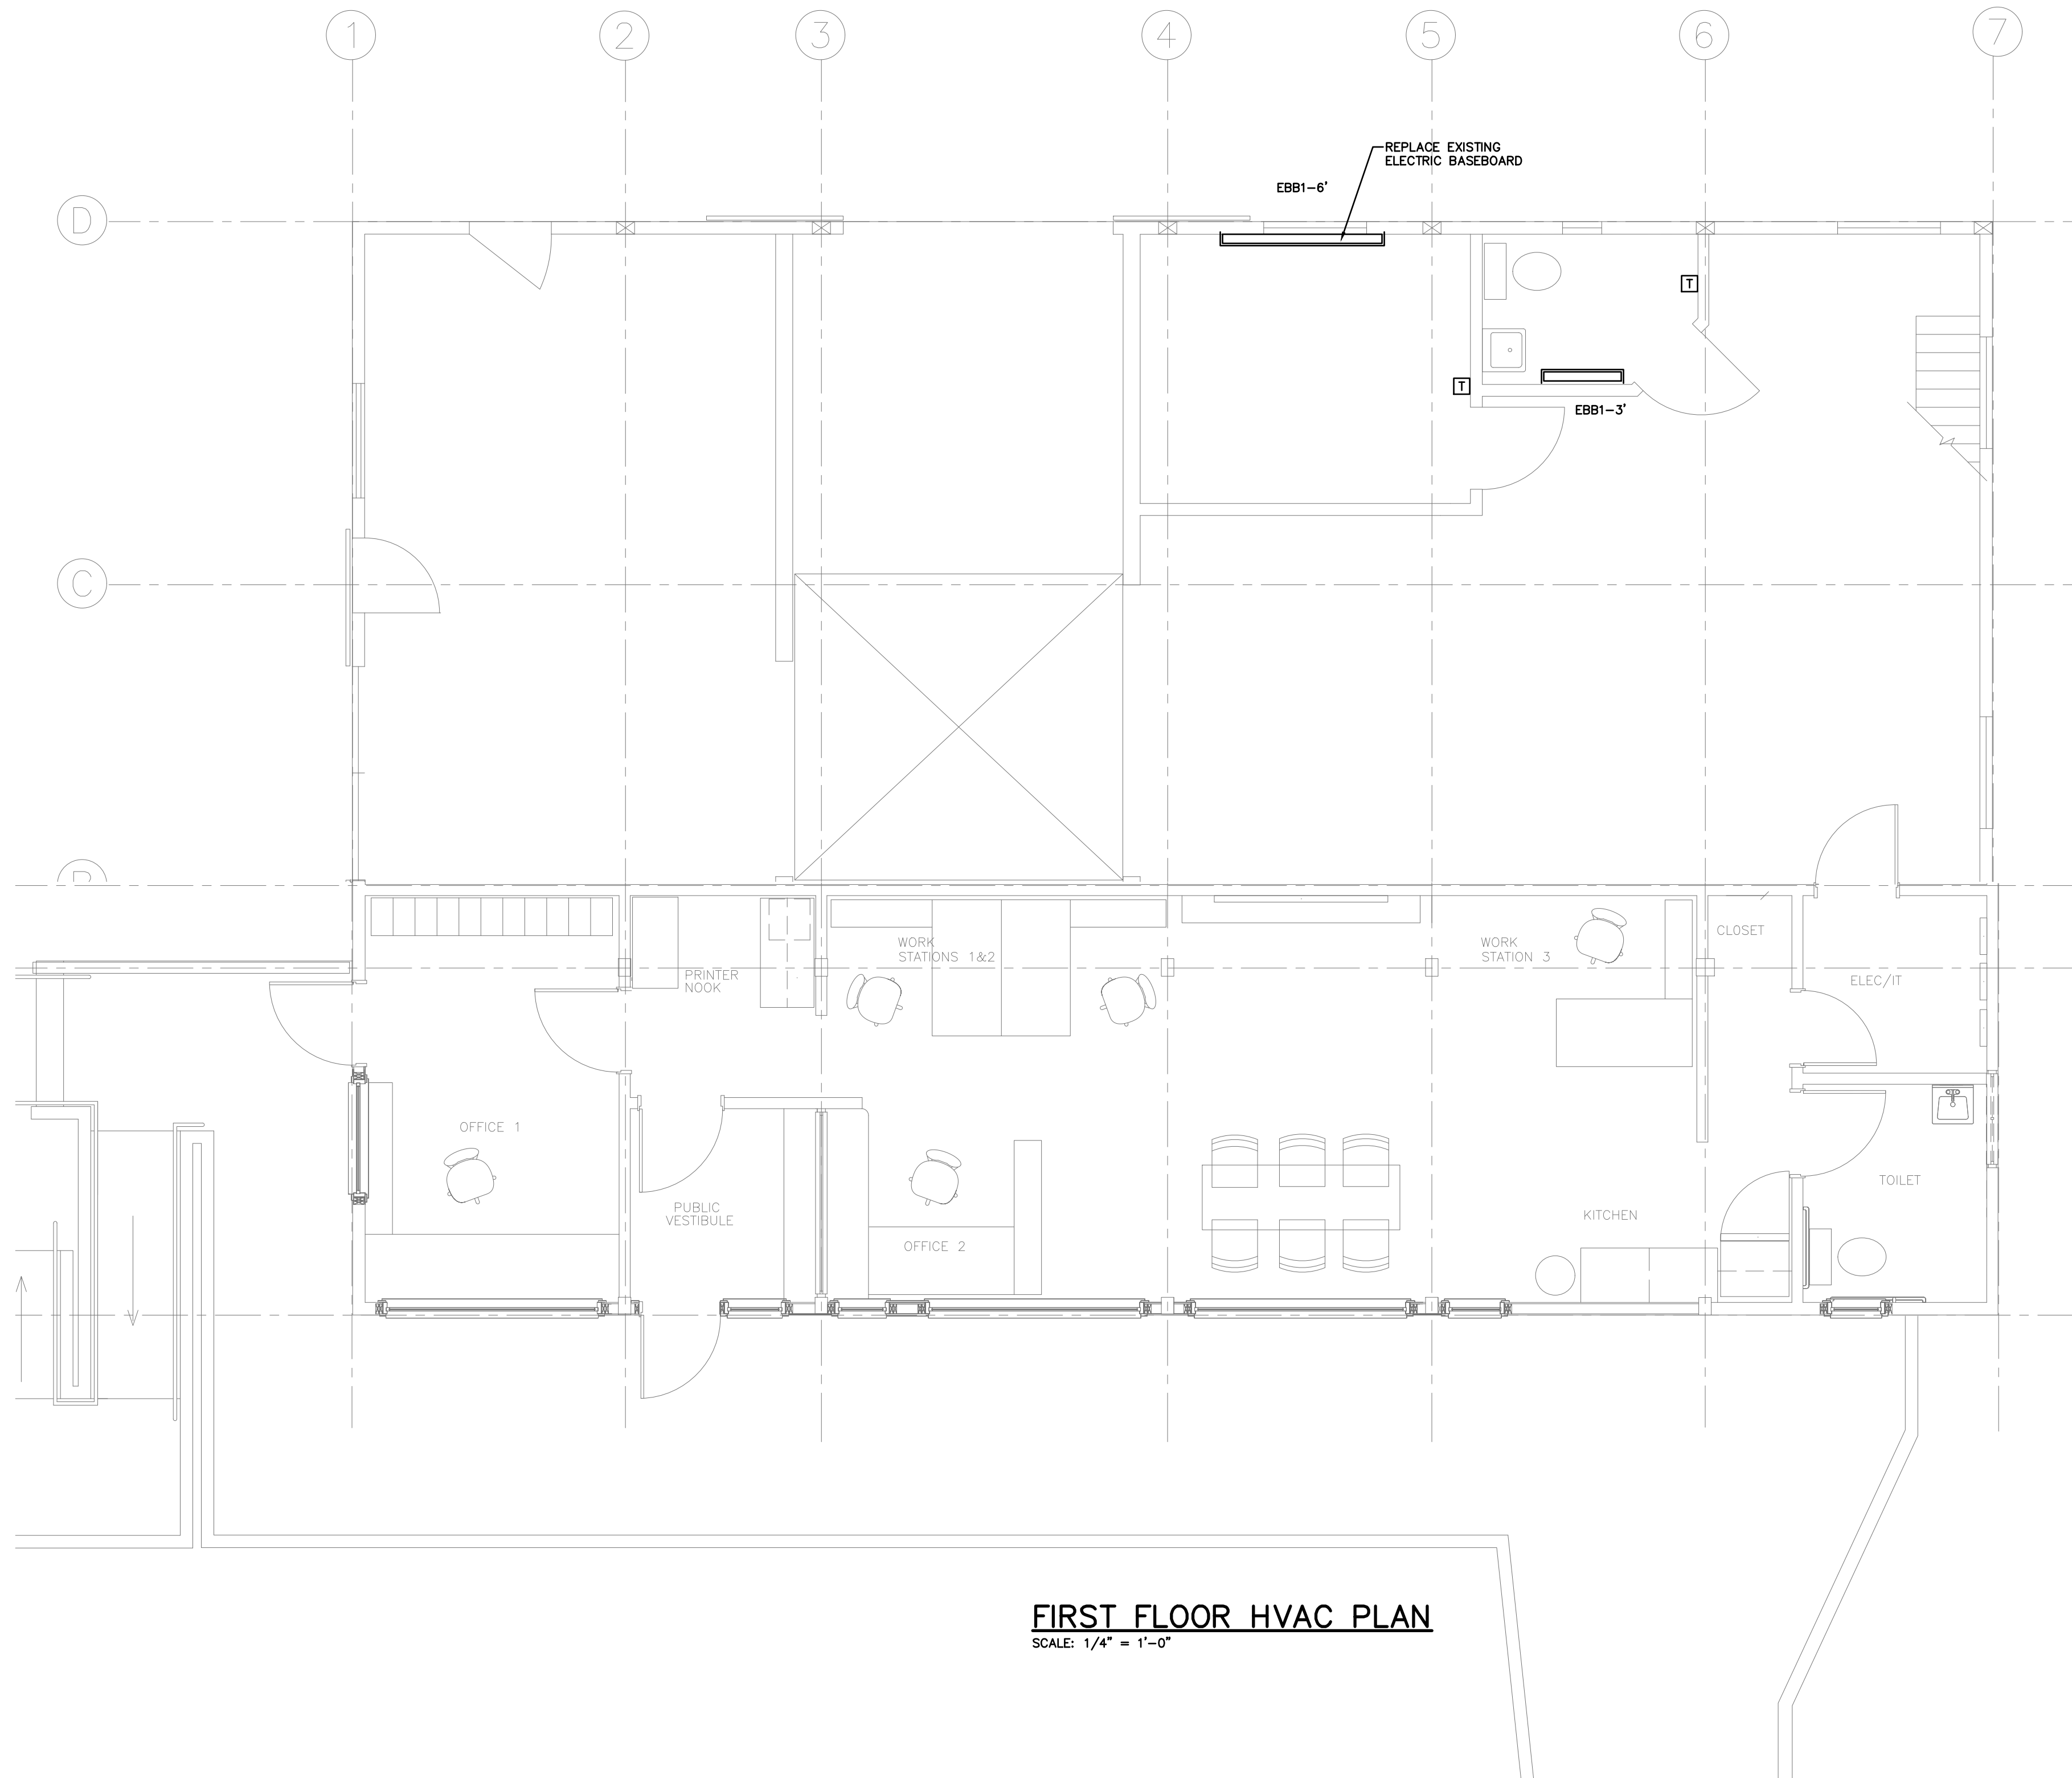 1
2
3
4
5
6
7
REPLACE EXISTING
ELECTRIC BASEBOARD
EBB1-6'
D
T
T
EBB1-3'
C
WORK
STATIONS 1&2
WORK
STATION 3
CLOSET
PRINTER
NOOK
ELEC/IT
OFFICE 1
TOILET
PUBLIC
VESTIBULE
KITCHEN
OFFICE 2
FIRST FLOOR HVAC PLAN
SCALE: 1/4" = 1'-0"